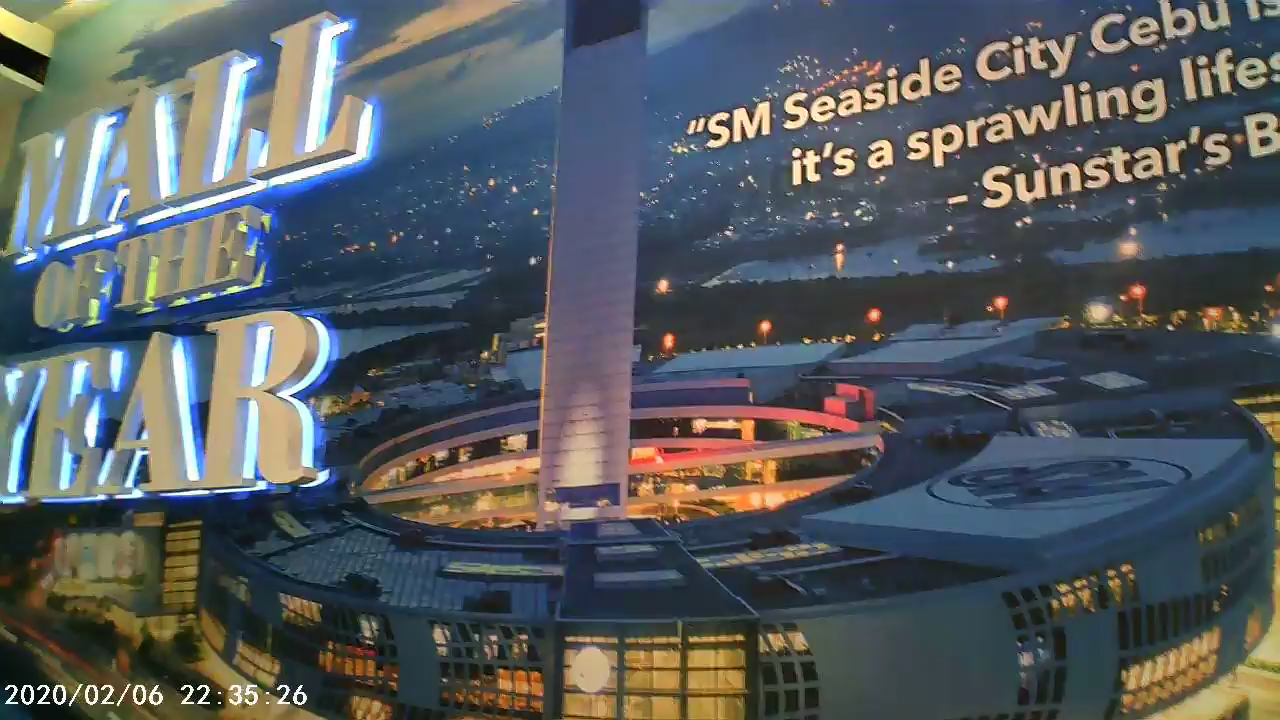 MALL
OF THE
YEAR
"SM Seaside City Cebu is
it's a sprawling lifes
– Sunstar's B
2020/02/06 22:35:26